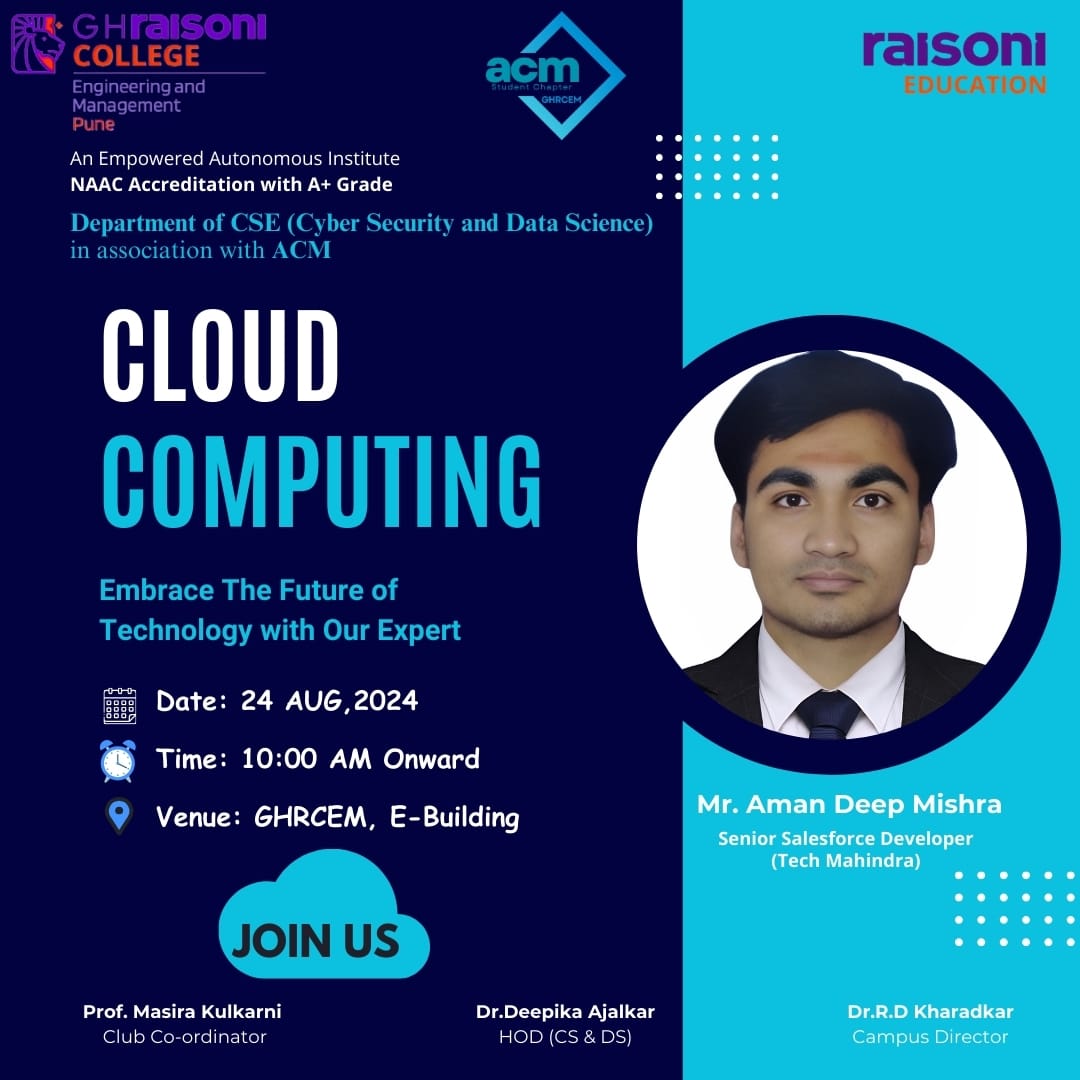 GHraisoni
COLLEGE
Engineering and
Management
Pune
acm
Student Chapter
GHRCEM
raisoni
EDUCATION
An Empowered Autonomous Institute
NAAC Accreditation with A+ Grade
Department of CSE (Cyber Security and Data Science)
in association with ACM
CLOUD
COMPUTING
Embrace The Future of
Technology with Our Expert
Date: 24 AUG,2024
Time: 10:00 AM Onward
Venue: GHRCEM, E-Building
Mr. Aman Deep Mishra
Senior Salesforce Developer
(Tech Mahindra)
JOIN US
Prof. Masira Kulkarni
Club Co-ordinator
Dr.Deepika Ajalkar
HOD (CS & DS)
Dr.R.D Kharadkar
Campus Director